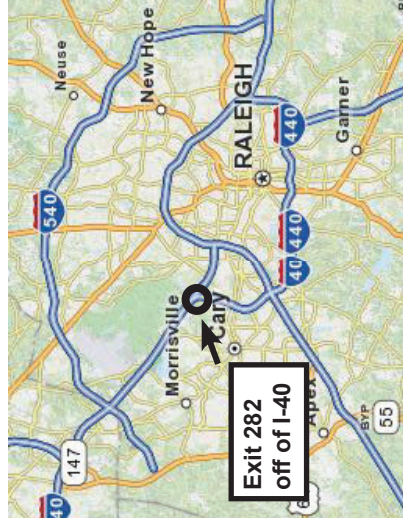 540
40
Neuse
147
New Hope
Morrisville
Cary
RALEIGH
Exit 282
off of I-40
440
40
440
Apex
6
Garner
BYP
55